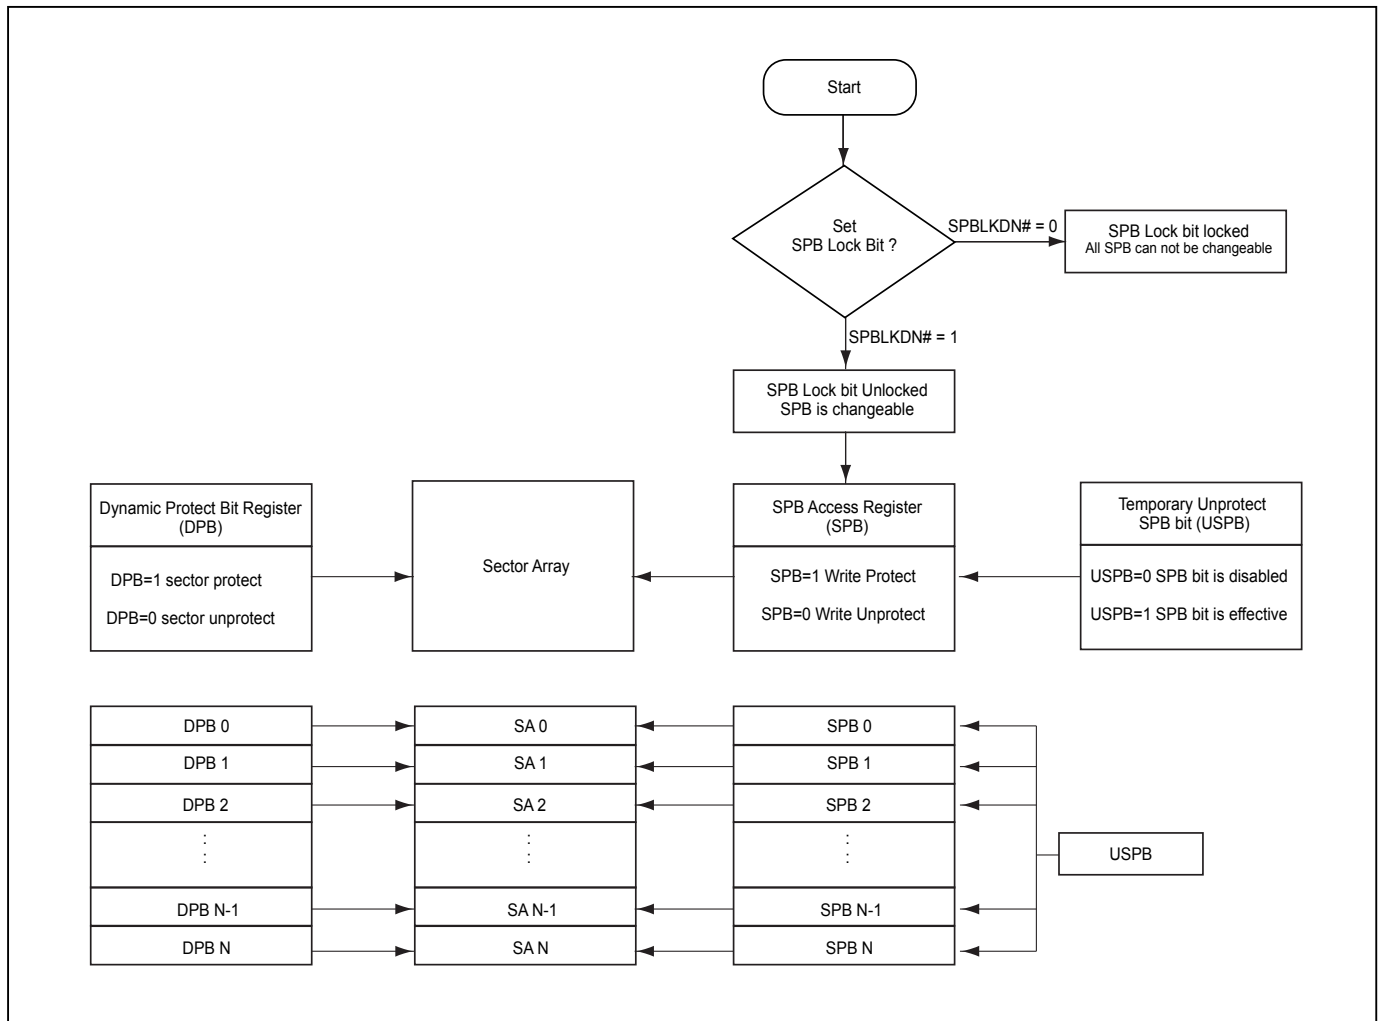 Start
Set
SPB Lock Bit ?
SPBLKDN# = 0
SPB Lock bit locked
All SPB can not be changeable
SPBLKDN# = 1
SPB Lock bit Unlocked
SPB is changeable
Dynamic Protect Bit Register
(DPB)
DPB=1 sector protect
DPB=0 sector unprotect
Sector Array
SPB Access Register
(SPB)
SPB=1 Write Protect
SPB=0 Write Unprotect
Temporary Unprotect
SPB bit (USPB)
USPB=0 SPB bit is disabled
USPB=1 SPB bit is effective
DPB 0
SA 0
SPB 0
DPB 1
SA 1
SPB 1
DPB 2
SA 2
SPB 2
USPB
DPB N-1
SA N-1
SPB N-1
DPB N
SA N
SPB N